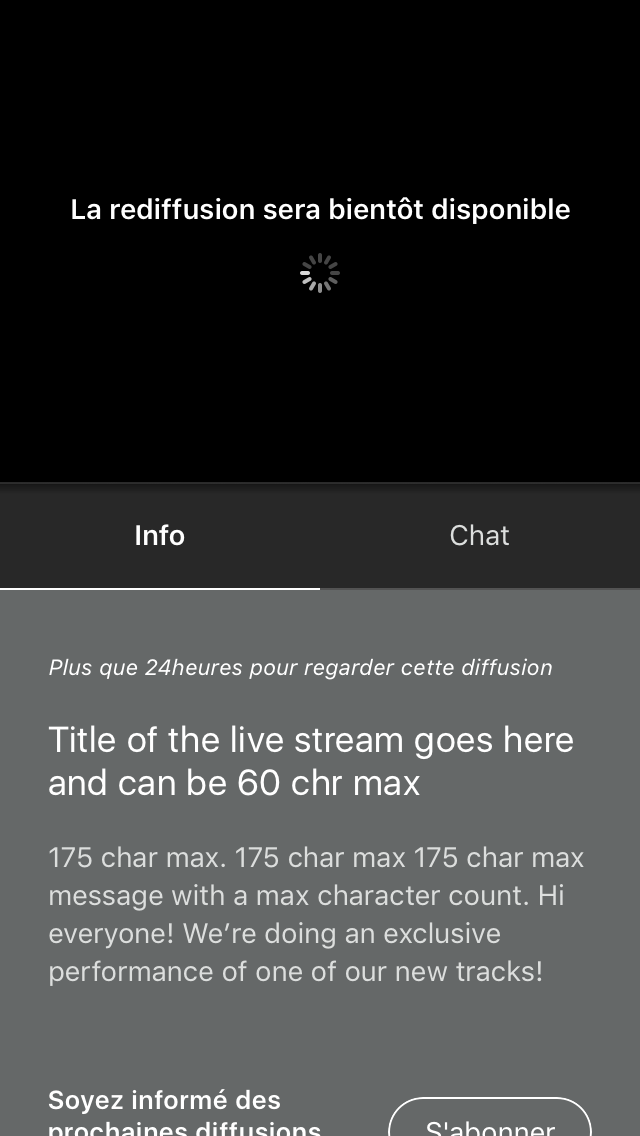 La rediffusion sera bientôt disponible
Info
Chat
Plus que 24heures pour regarder cette diffusion
Title of the live stream goes here
and can be 60 chr max
175 char max. 175 char max 175 char max
message with a max character count. Hi
everyone! We’re doing an exclusive
performance of one of our new tracks!
Soyez informé des
prochaines diffusions
S'abonner